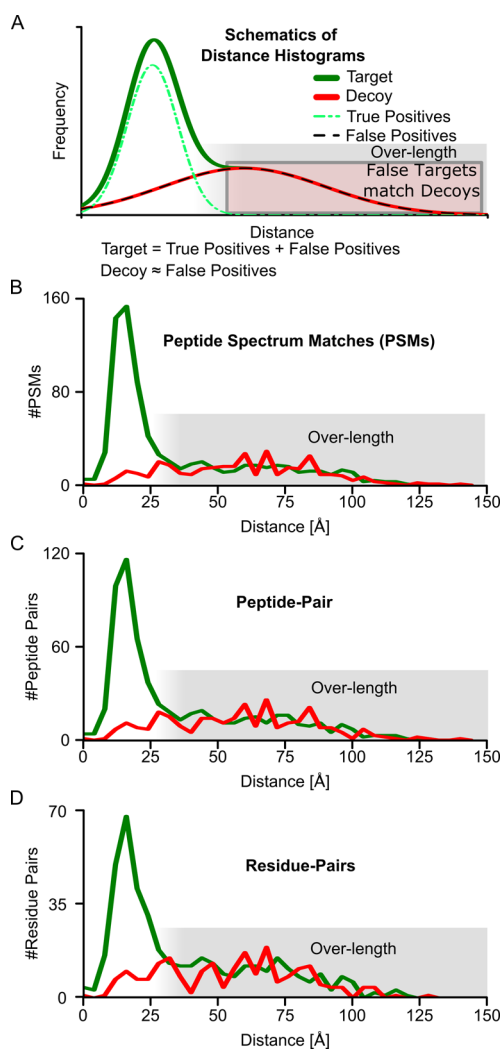 A
Schematics of
Distance Histograms
Target
Decoy
True Positives
False Positives
Over-length
False Targets
match Decoys
Frequency
Distance
Target = True Positives + False Positives
Decoy ≈ False Positives
B
160
80
0
#PSMs
Peptide Spectrum Matches (PSMs)
Over-length
0 25 50 75 100 125 150
Distance [Å]
C
120
60
0
#Peptide Pairs
Peptide-Pair
Over-length
0 25 50 75 100 125 150
Distance [Å]
D
70
35
0
#Residue Pairs
Residue-Pairs
Over-length
0 25 50 75 100 125 150
Distance [Å]